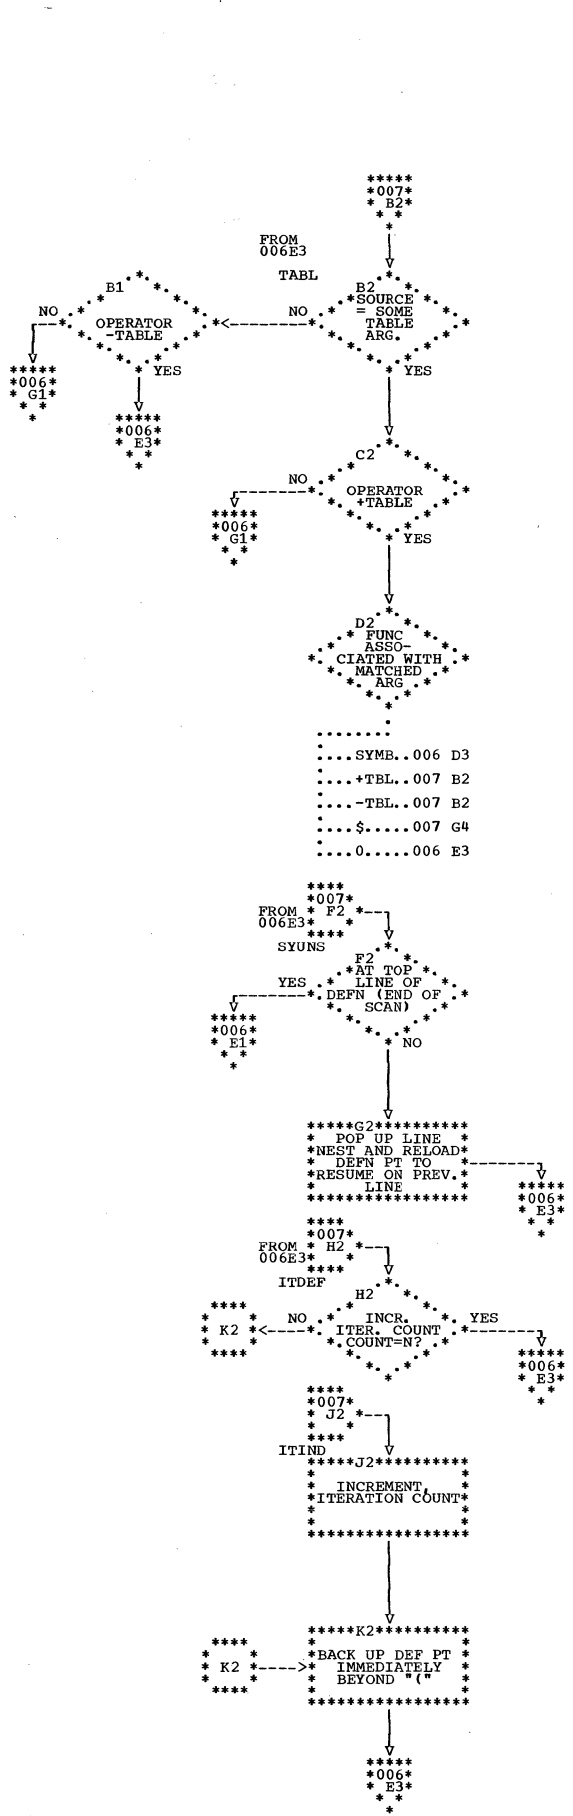 *****
*007*
* B2*
* *
*
FROM
006E3
TABL
B1
OPERATOR
-TABLE
NO
YES
B2
*SOURCE
= SOME
TABLE
ARG.
NO
YES
*****
*006*
* G1*
* *
*
*****
*006*
* E3*
* *
*
C2
OPERATOR
+TABLE
NO
YES
*****
*006*
* G1*
* *
*
D2
FUNC
ASSO-
CIATED WITH
MATCHED
ARG
....SYMB..006 D3
....+TBL..007 B2
....-TBL..007 B2
....$.....007 G4
....0.....006 E3
****
*007*
FROM * F2 *
006E3* *
****
SYUNS
F2
*AT TOP
LINE OF
DEFN (END OF
SCAN)
YES
NO
*****
*006*
* E1*
* *
*
*****G2**********
* POP UP LINE *
*NEST AND RELOAD*
* DEFN PT TO *
*RESUME ON PREV.*
* LINE *
*****************
*****
*006*
* E3*
* *
*
****
*007*
FROM * H2 *
006E3* *
****
ITDEF
H2
INCR.
ITER. COUNT
COUNT=N?
NO
YES
****
* *
* K2 *
* *
****
*****
*006*
* E3*
* *
*
****
*007*
* J2 *
* *
****
ITIND
*****J2**********
* *
* INCREMENT, *
*ITERATION COUNT*
* *
* *
*****************
*****K2**********
* *
*BACK UP DEF PT *
* IMMEDIATELY *
* BEYOND "(" *
* *
*****************
****
* *
* K2 *
* *
****
*****
*006*
* E3*
* *
*